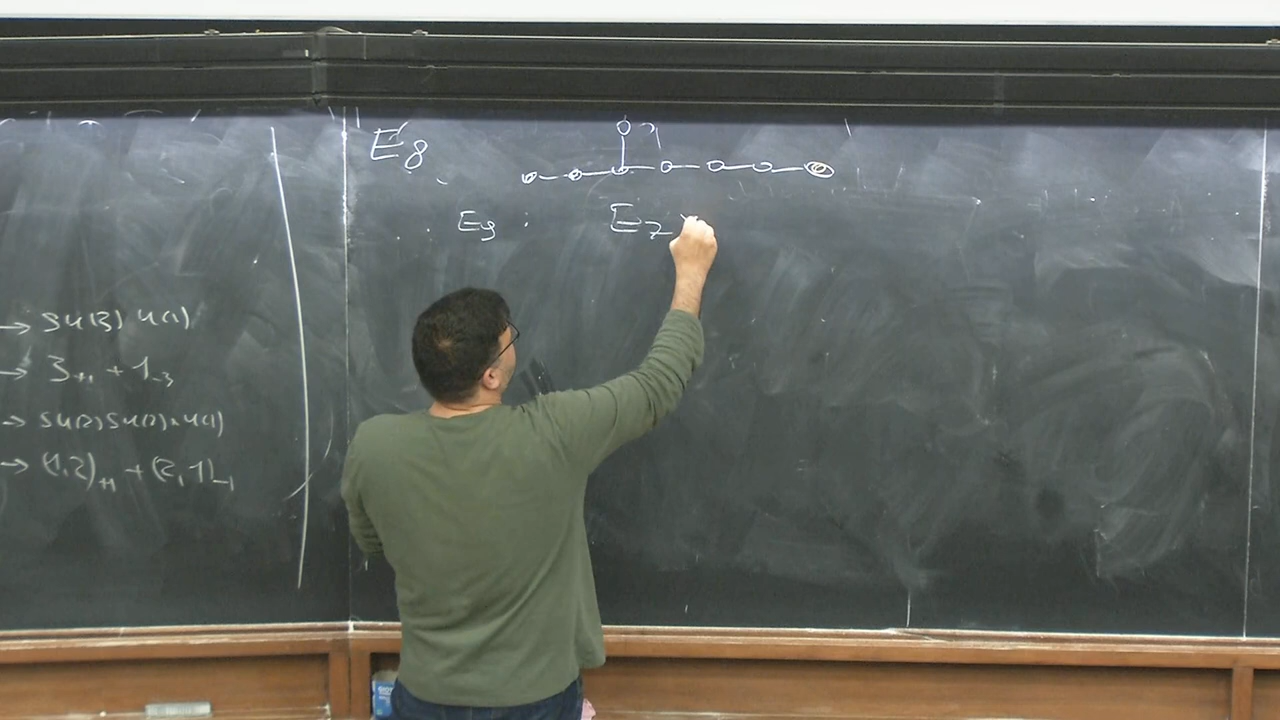 → SU(3) U(1)
→ 3₊₁ + 1₋₃
→ SU(2) SU(2) × U(1)
→ (1,2)₊₁ + (2,1)₋₁
E₈
E₈ : E₇